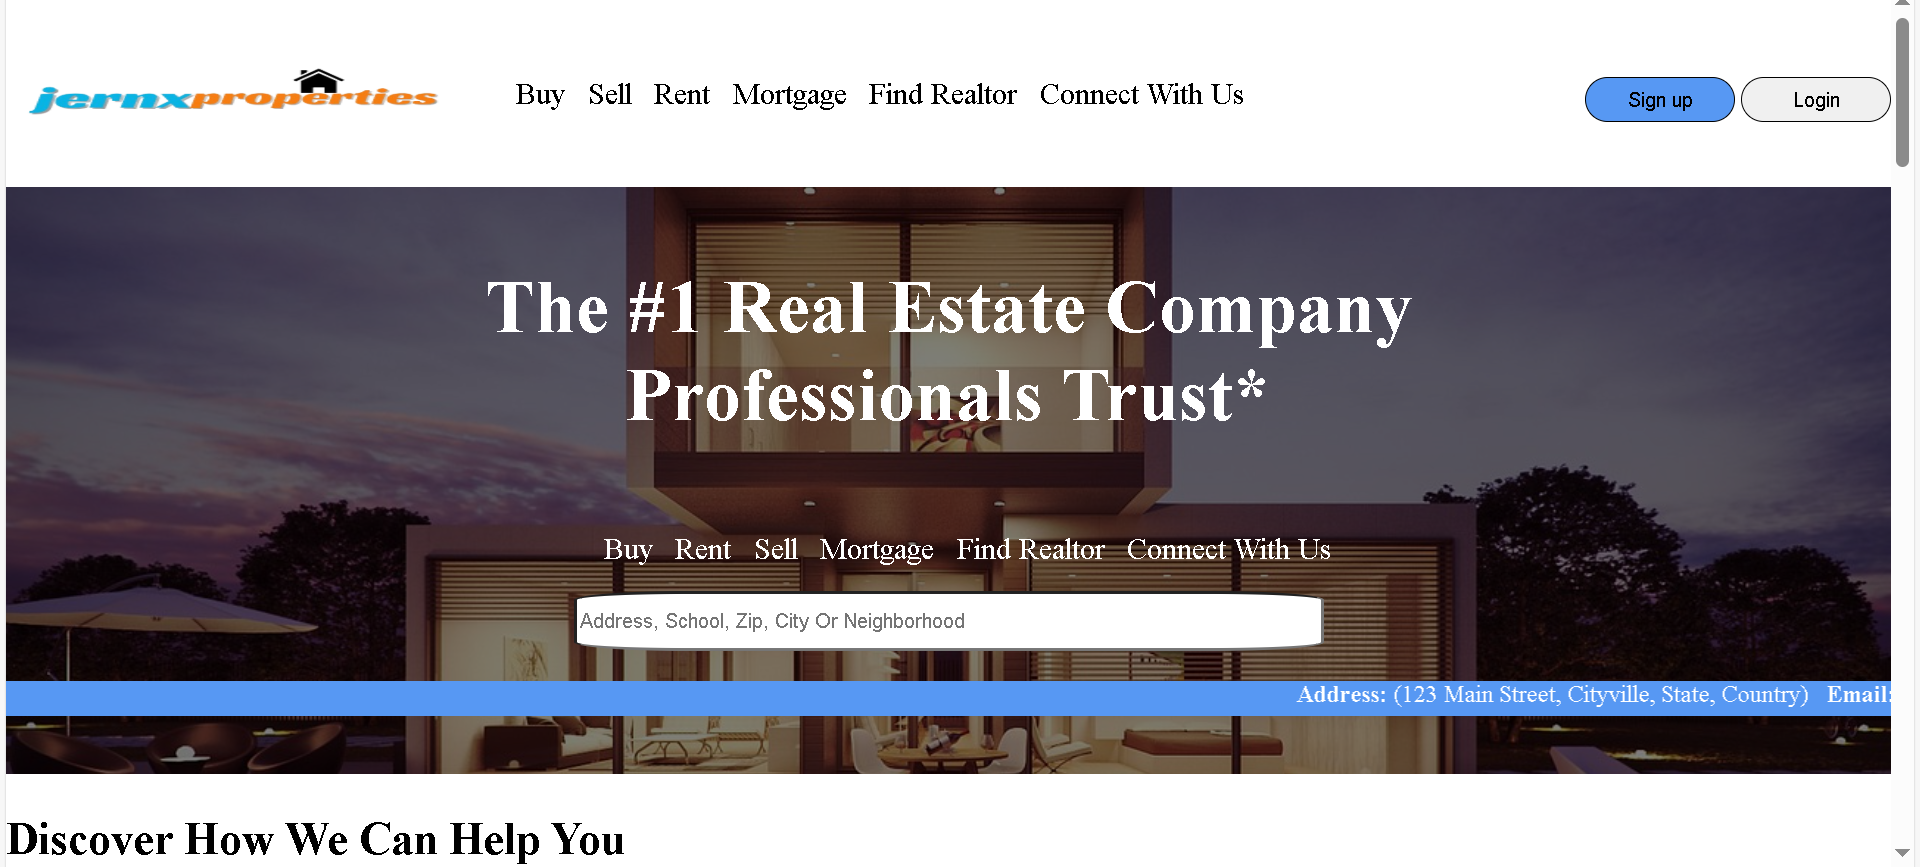 jernxproperties
Buy Sell Rent Mortgage Find Realtor Connect With Us
Sign up Login
The #1 Real Estate Company
Professionals Trust*
Buy Rent Sell Mortgage Find Realtor Connect With Us
Address, School, Zip, City Or Neighborhood
Address: (123 Main Street, Cityville, State, Country) Email:
Discover How We Can Help You